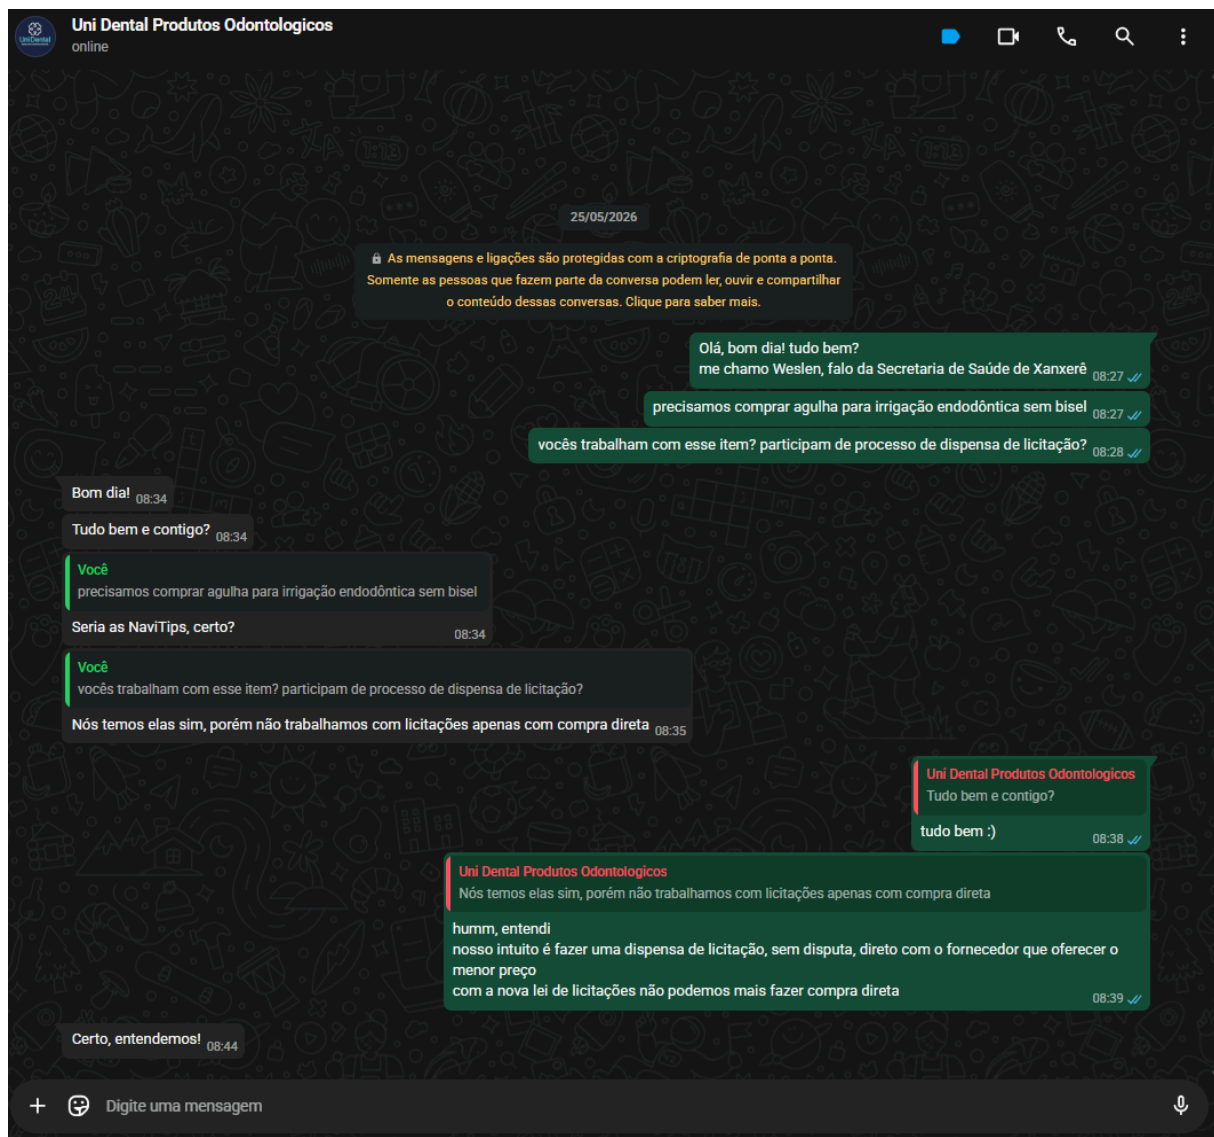 Uni Dental Produtos Odontologicos
online
UniDental
25/05/2026
As mensagens e ligações são protegidas com a criptografia de ponta a ponta.
Somente as pessoas que fazem parte da conversa podem ler, ouvir e compartilhar
o conteúdo dessas conversas. Clique para saber mais.
Olá, bom dia! tudo bem?
me chamo Weslen, falo da Secretaria de Saúde de Xanxerê 08:27
precisamos comprar agulha para irrigação endodôntica sem bisel 08:27
vocês trabalham com esse item? participam de processo de dispensa de licitação? 08:28
Bom dia! 08:34
Tudo bem e contigo? 08:34
Você
precisamos comprar agulha para irrigação endodôntica sem bisel
Seria as NaviTips, certo? 08:34
Você
vocês trabalham com esse item? participam de processo de dispensa de licitação?
Nós temos elas sim, porém não trabalhamos com licitações apenas com compra direta 08:35
Uni Dental Produtos Odontologicos
Tudo bem e contigo?
tudo bem :) 08:38
Uni Dental Produtos Odontologicos
Nós temos elas sim, porém não trabalhamos com licitações apenas com compra direta
humm, entendi
nosso intuito é fazer uma dispensa de licitação, sem disputa, direto com o fornecedor que oferecer o
menor preço
com a nova lei de licitações não podemos mais fazer compra direta 08:39
Certo, entendemos! 08:44
Digite uma mensagem